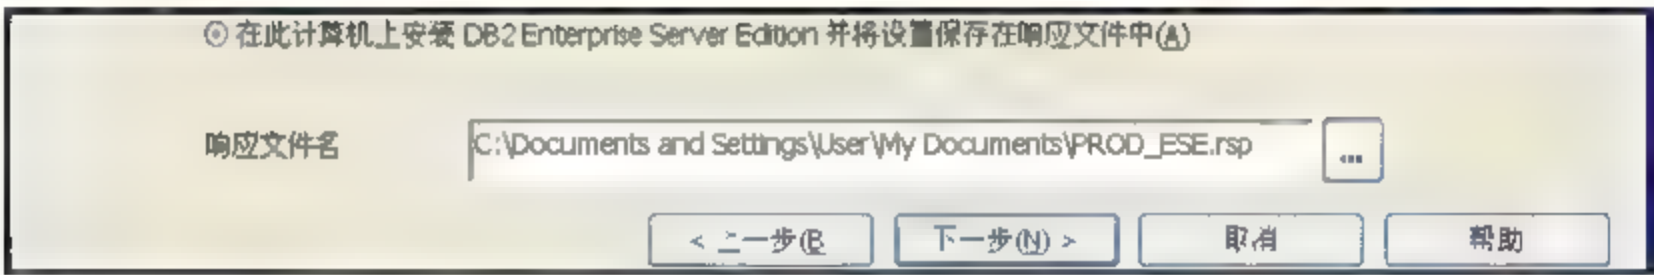 在此计算机上安装 DB2 Enterprise Server Edition 并将设置保存在响应文件中(A)
响应文件名 C:\Documents and Settings\User\My Documents\PROD_ESE.rsp ...
< 上一步(B 下一步(N) > 取消 帮助